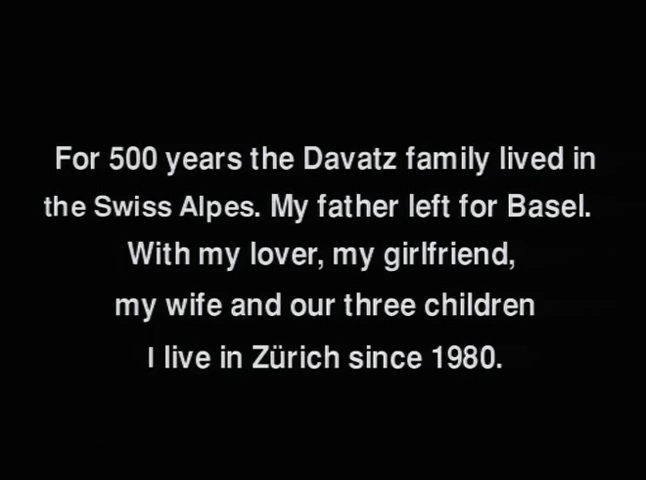 For 500 years the Davatz family lived in
the Swiss Alpes. My father left for Basel.
With my lover, my girlfriend,
my wife and our three children
I live in Zürich since 1980.